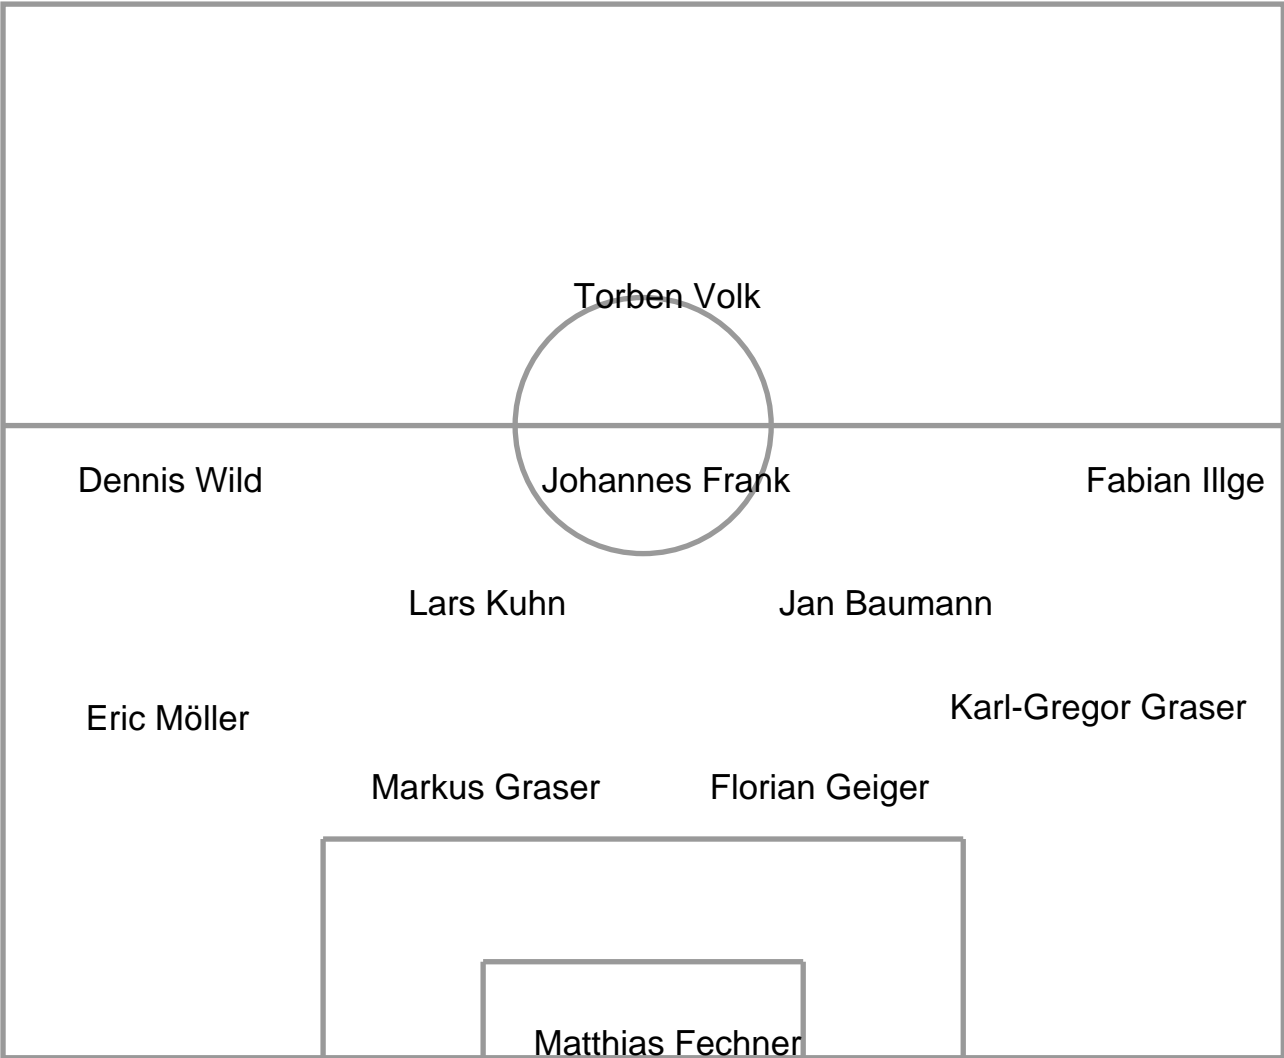 Torben Volk
Dennis Wild
Johannes Frank
Fabian Illge
Lars Kuhn
Jan Baumann
Eric Möller
Karl-Gregor Graser
Markus Graser
Florian Geiger
Matthias Fechner